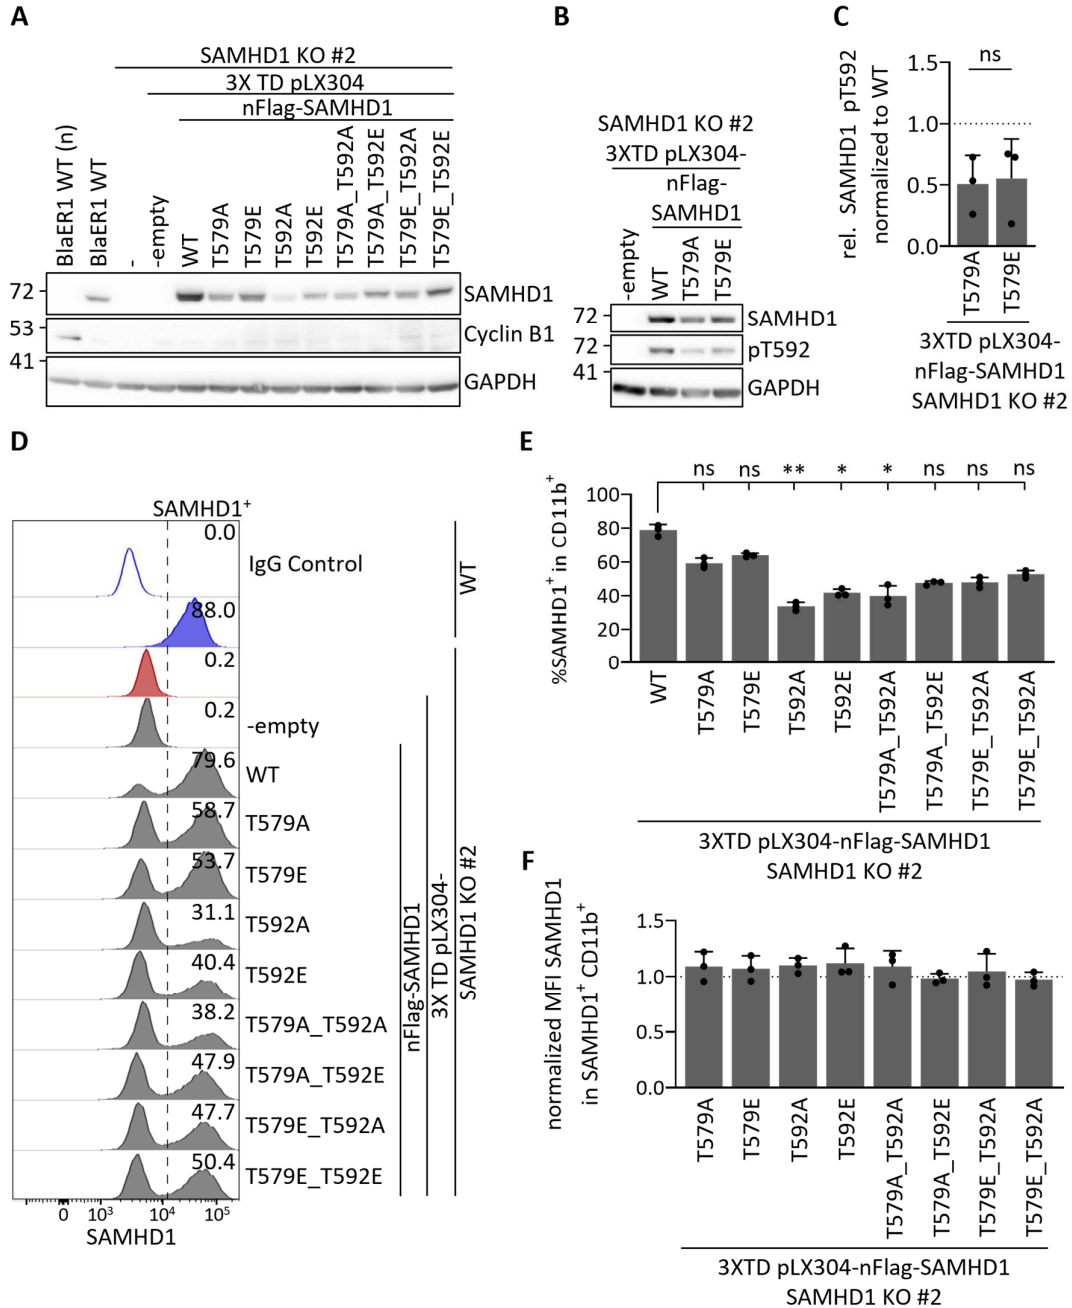 A
SAMHD1 KO #2
3X TD pLX304
nFlag-SAMHD1
BlaER1 WT (n)
BlaER1 WT
-
-empty
WT
T579A
T579E
T592A
T592E
T579A_T592A
T579A_T592E
T579E_T592A
T579E_T592E
72
SAMHD1
53
Cyclin B1
41
GAPDH
B
SAMHD1 KO #2
3XTD pLX304-
nFlag-
SAMHD1
-empty
WT
T579A
T579E
72
SAMHD1
72
pT592
41
GAPDH
C
rel. SAMHD1 pT592
normalized to WT
ns
1.5
1.0
0.5
0.0
T579A
T579E
3XTD pLX304-
nFlag-SAMHD1
SAMHD1 KO #2
D
SAMHD1+
0.0
IgG Control
88.0
WT
0.2
0.2
-empty
79.6
WT
58.7
T579A
53.7
T579E
31.1
T592A
40.4
T592E
38.2
T579A_T592A
47.9
T579A_T592E
47.7
T579E_T592A
50.4
T579E_T592E
nFlag-SAMHD1
3X TD pLX304-
SAMHD1 KO #2
0 10³ 10⁴ 10⁵
SAMHD1
E
%SAMHD1+ in CD11b+
ns ns ** * * ns ns ns
100
80
60
40
20
0
WT
T579A
T579E
T592A
T592E
T579A_T592A
T579A_T592E
T579E_T592A
T579E_T592A
3XTD pLX304-nFlag-SAMHD1
SAMHD1 KO #2
F
normalized MFI SAMHD1
in SAMHD1+ CD11b+
1.5
1.0
0.5
0.0
T579A
T579E
T592A
T592E
T579A_T592A
T579A_T592E
T579E_T592A
T579E_T592A
3XTD pLX304-nFlag-SAMHD1
SAMHD1 KO #2